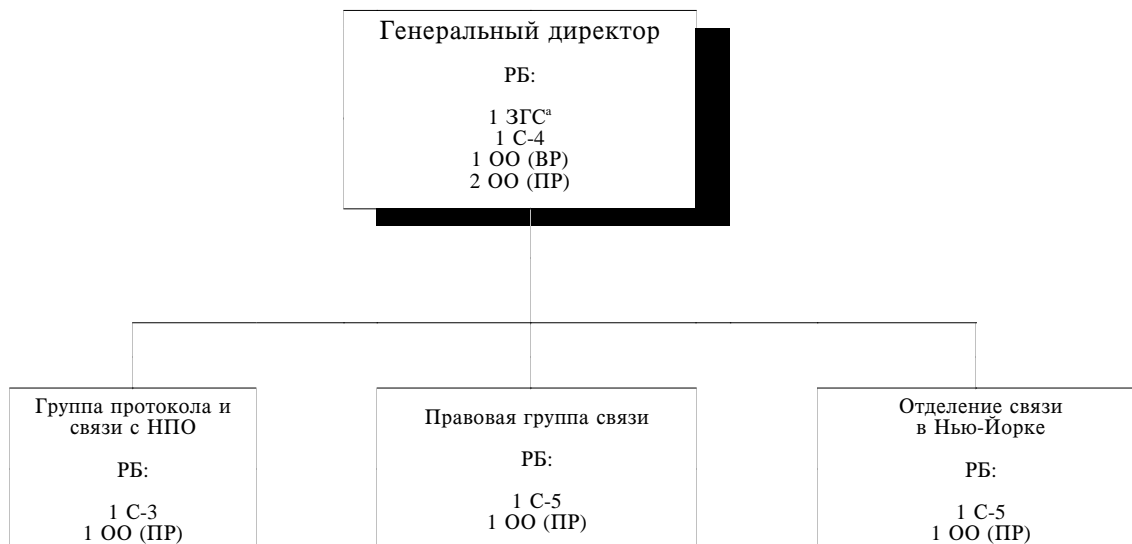 Генеральный директор
РБ:
1 ЗГСᵃ
1 С-4
1 ОО (ВР)
2 ОО (ПР)
Группа протокола и
связи с НПО
РБ:
1 С-3
1 ОО (ПР)
Правовая группа связи
РБ:
1 С-5
1 ОО (ПР)
Отделение связи
в Нью-Йорке
РБ:
1 С-5
1 ОО (ПР)